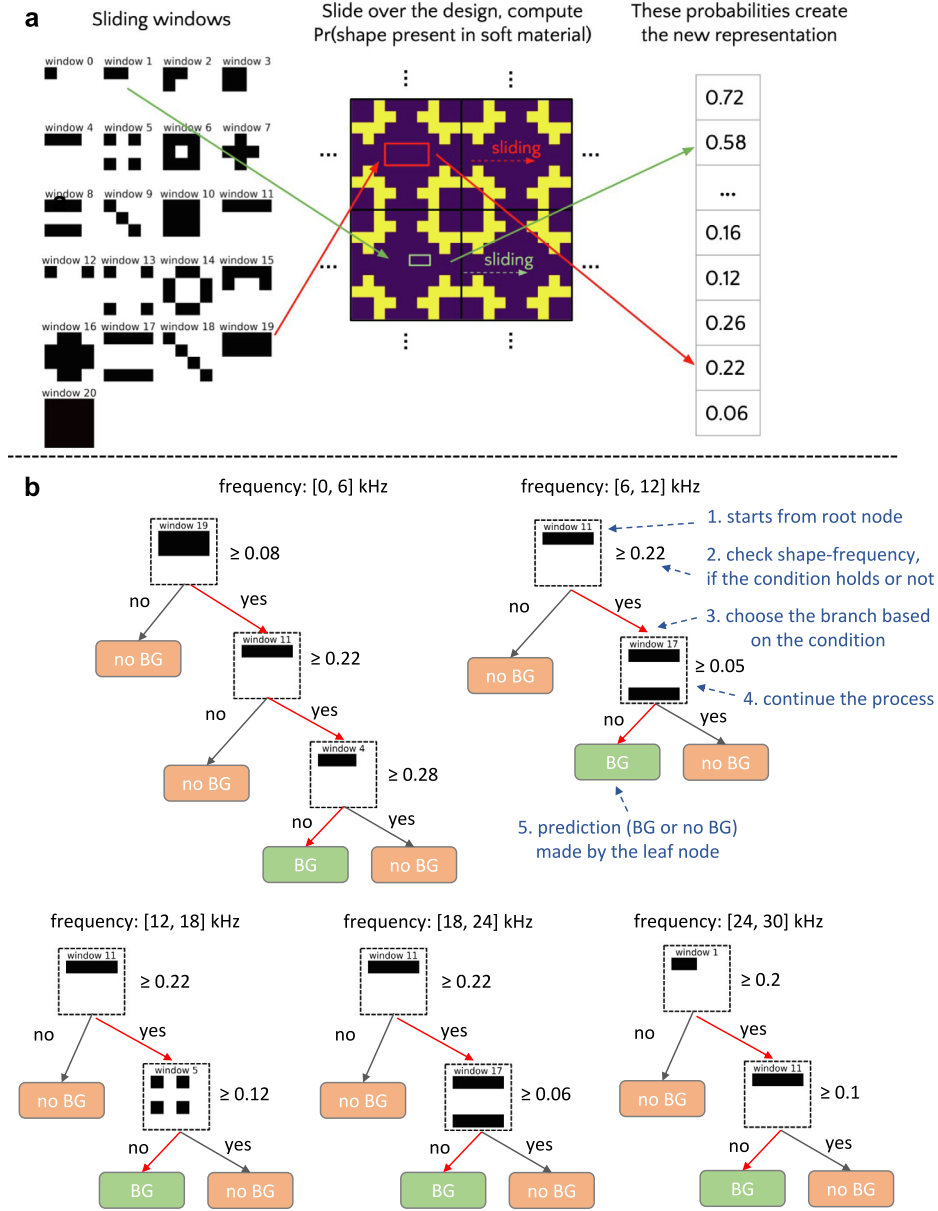 a
Sliding windows
Slide over the design, compute
Pr(shape present in soft material)
These probabilities create
the new representation
window 0 window 1 window 2 window 3
window 4 window 5 window 6 window 7
window 8 window 9 window 10 window 11
window 12 window 13 window 14 window 15
window 16 window 17 window 18 window 19
window 20
⋮ ⋮
... sliding ...
... sliding ...
⋮ ⋮
0.72
0.58
...
0.16
0.12
0.26
0.22
0.06
b
frequency: [0, 6] kHz
window 19
≥ 0.08
no yes
no BG
window 11
≥ 0.22
no yes
no BG
window 4
≥ 0.28
no yes
BG no BG
frequency: [6, 12] kHz
window 11
≥ 0.22
no yes
no BG
window 17
≥ 0.05
no yes
BG no BG
1. starts from root node
2. check shape-frequency,
if the condition holds or not
3. choose the branch based
on the condition
4. continue the process
5. prediction (BG or no BG)
made by the leaf node
frequency: [12, 18] kHz
window 11
≥ 0.22
no yes
no BG
window 5
≥ 0.12
no yes
BG no BG
frequency: [18, 24] kHz
window 11
≥ 0.22
no yes
no BG
window 17
≥ 0.06
no yes
BG no BG
frequency: [24, 30] kHz
window 1
≥ 0.2
no yes
no BG
window 11
≥ 0.1
no yes
BG no BG